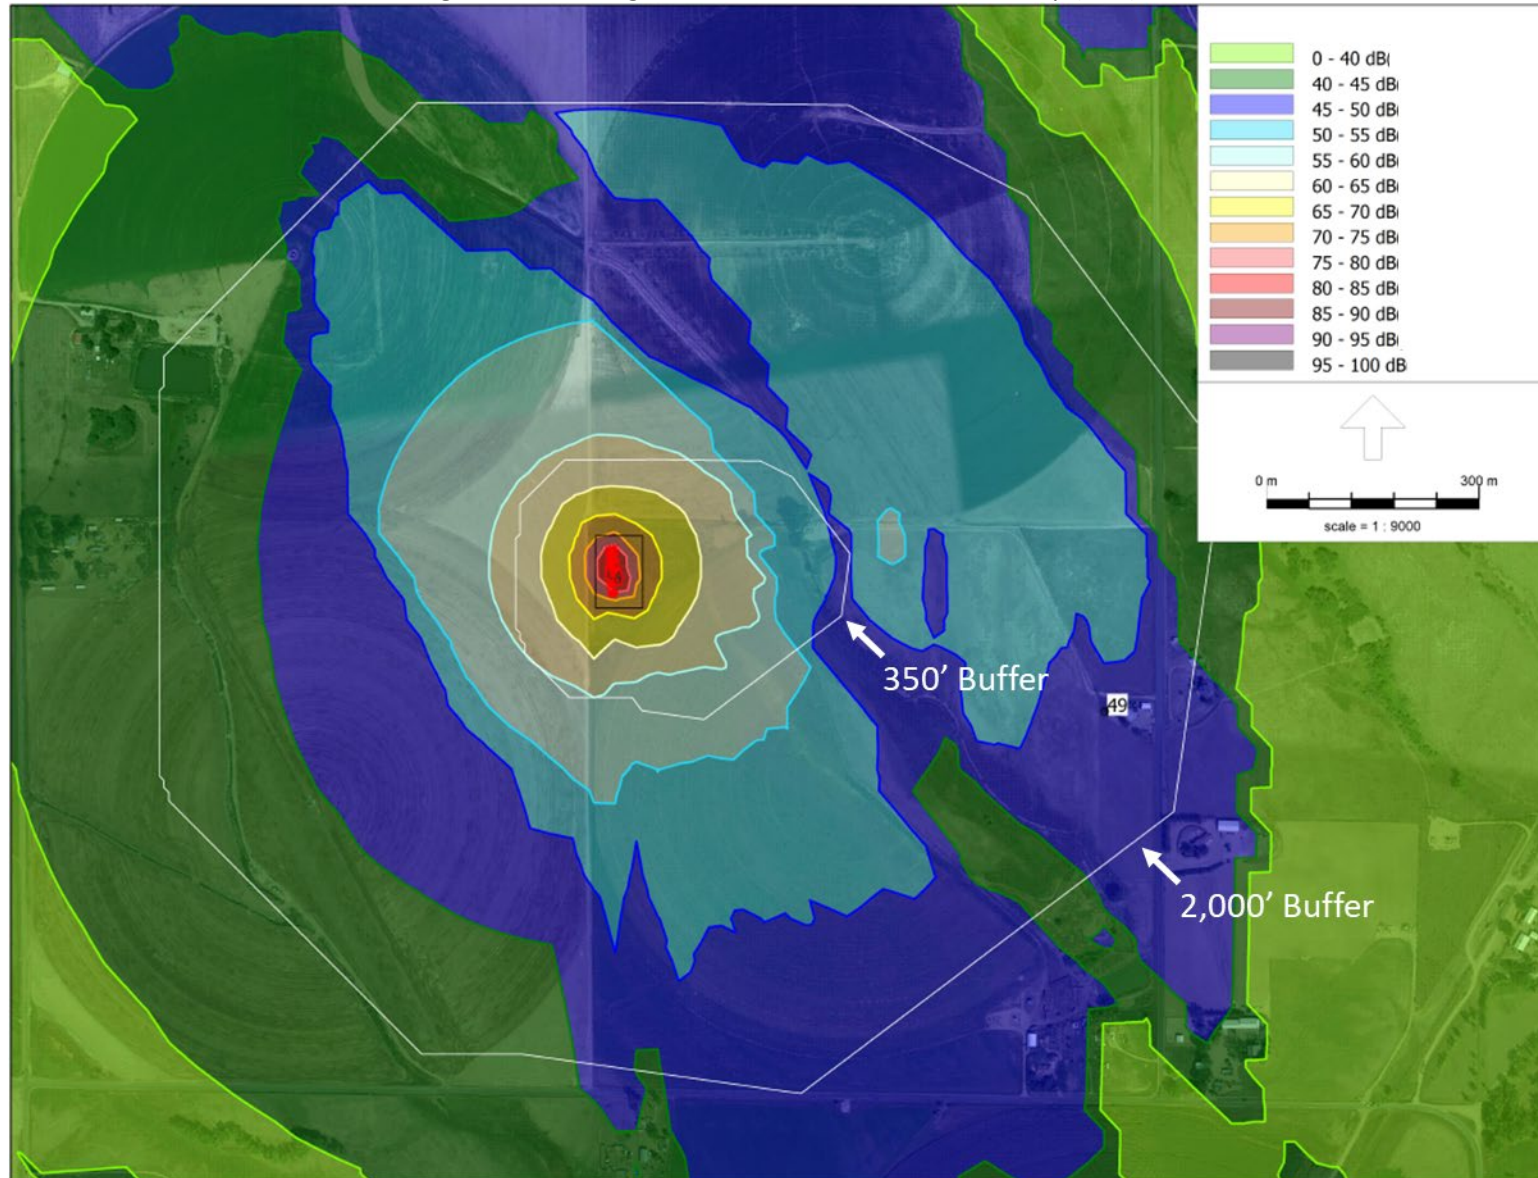 0 - 40 dB(
40 - 45 dB(
45 - 50 dB(
50 - 55 dB(
55 - 60 dB(
60 - 65 dB(
65 - 70 dB(
70 - 75 dB(
75 - 80 dB(
80 - 85 dB(
85 - 90 dB(
90 - 95 dB(
95 - 100 dB(
0 m 300 m
scale = 1 : 9000
350’ Buffer
49
2,000’ Buffer